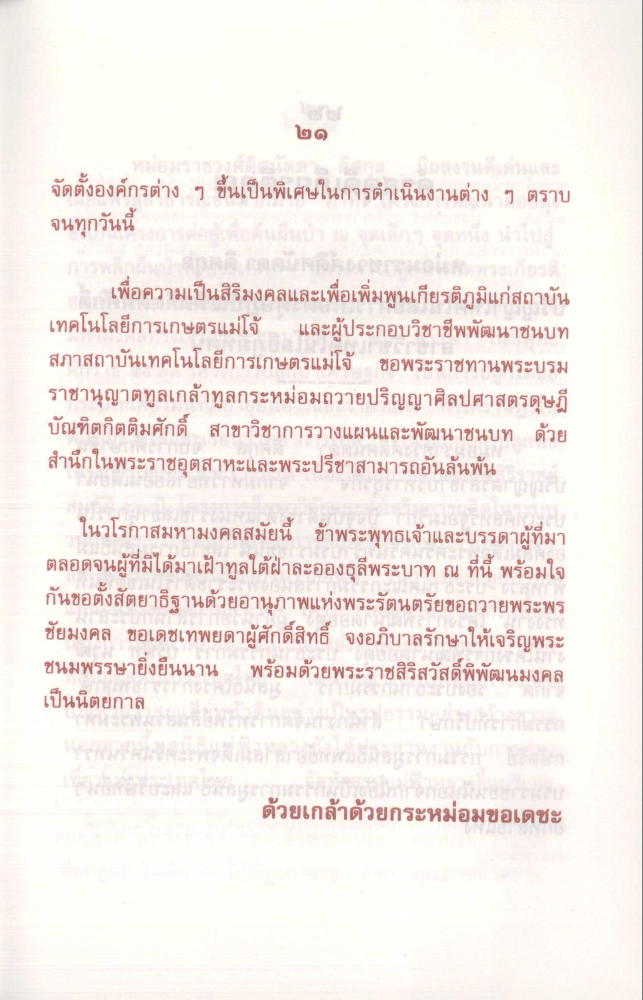 ๒๑
จัดตั้งองค์กรต่าง ๆ ขึ้นเป็นพิเศษในการดำเนินงานต่าง ๆ ตราบ
จนทุกวันนี้
เพื่อความเป็นสิริมงคลและเพื่อเพิ่มพูนเกียรติภูมิแก่สถาบัน
เทคโนโลยีการเกษตรแม่โจ้ และผู้ประกอบวิชาชีพพัฒนาชนบท
สภาสถาบันเทคโนโลยีการเกษตรแม่โจ้ ขอพระราชทานพระบรม
ราชานุญาตทูลเกล้าทูลกระหม่อมถวายปริญญาศิลปศาสตรดุษฎี
บัณฑิตกิตติมศักดิ์ สาขาวิชาการวางแผนและพัฒนาชนบท ด้วย
สำนึกในพระราชอุตสาหะและพระปรีชาสามารถอันล้นพ้น
ในวโรกาสมหามงคลสมัยนี้ ข้าพระพุทธเจ้าและบรรดาผู้ที่มา
ตลอดจนผู้ที่มิได้มาเฝ้าทูลใต้ฝ่าละอองธุลีพระบาท ณ ที่นี้ พร้อมใจ
กันขอตั้งสัตยาธิฐานด้วยอานุภาพแห่งพระรัตนตรัยขอถวายพระพร
ชัยมงคล ขอเดชเทพยดาผู้ศักดิ์สิทธิ์ จงอภิบาลรักษาให้เจริญพระ
ชนมพรรษายิ่งยืนนาน พร้อมด้วยพระราชสิริสวัสดิ์พิพัฒนมงคล
เป็นนิตยกาล
ด้วยเกล้าด้วยกระหม่อมขอเดชะ